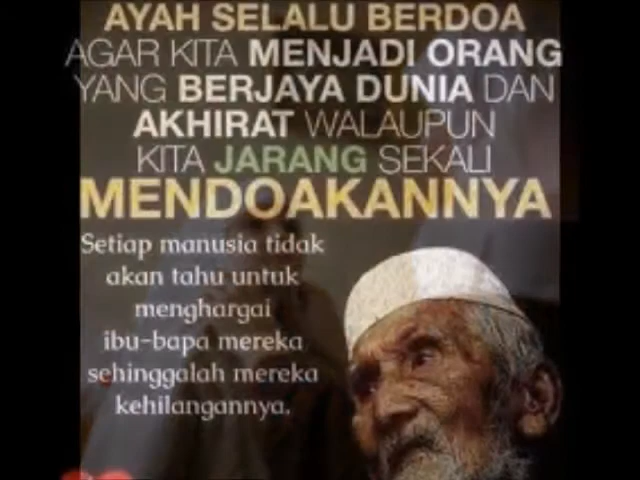 AYAH SELALU BERDOA
AGAR KITA MENJADI ORANG
YANG BERJAYA DUNIA DAN
AKHIRAT WALAUPUN
KITA JARANG SEKALI
MENDOAKANNYA
Setiap manusia tidak
akan tahu untuk
menghargai
ibu-bapa mereka
sehinggalah mereka
kehilangannya.